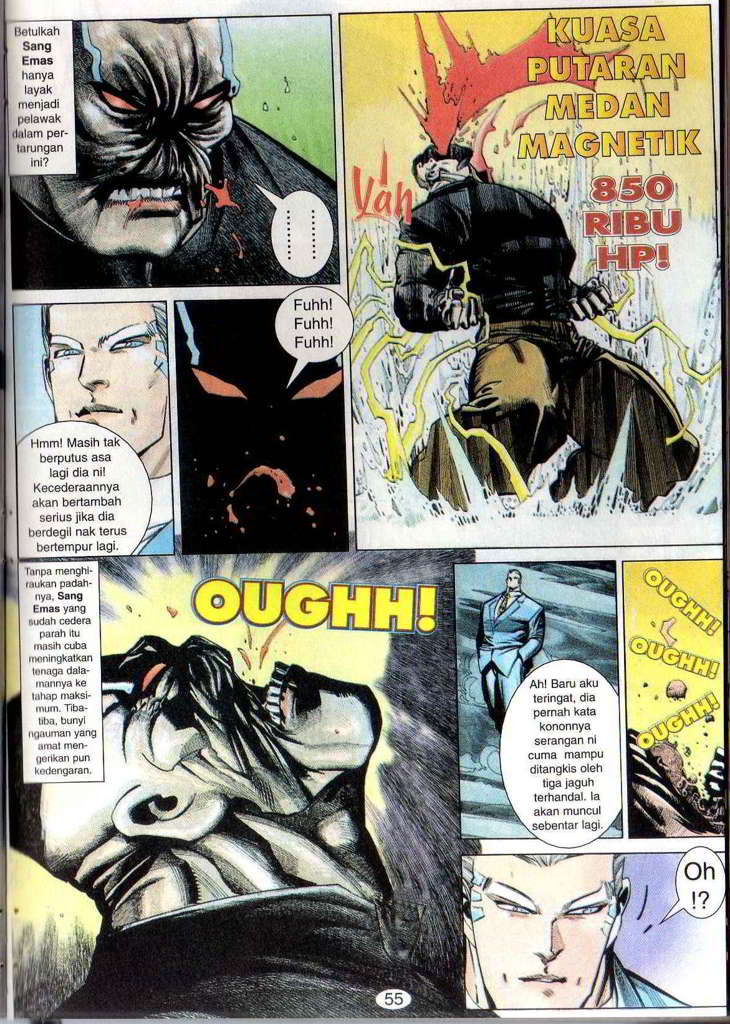 Betulkah
Sang
Emas
hanya
layak
menjadi
pelawak
dalam per-
tarungan
ini?
KUASA
PUTARAN
MEDAN
MAGNETIK
850
RIBU
HP!
Yan
Fuhh!
Fuhh!
Fuhh!
Hmm! Masih tak
berputus asa
lagi dia ni!
Kecederaannya
akan bertambah
serius jika dia
berdegil nak terus
bertempur lagi.
Tanpa menghi-
raukan padah-
nya, Sang
Emas yang
sudah cedera
parah itu
masih cuba
meningkatkan
tenaga dala-
mannya ke
tahap maksi-
mum. Tiba-
tiba, bunyi
ngauman yang
amat men-
gerikan pun
kedengaran.
OUGHH!
Ah! Baru aku
teringat, dia
pernah kata
kononnya
serangan ni
cuma mampu
ditangkis oleh
tiga jaguh
terhandal. Ia
akan muncul
sebentar lagi.
OUGHH!
OUGHH!
OUGHH!
Oh
!?
55